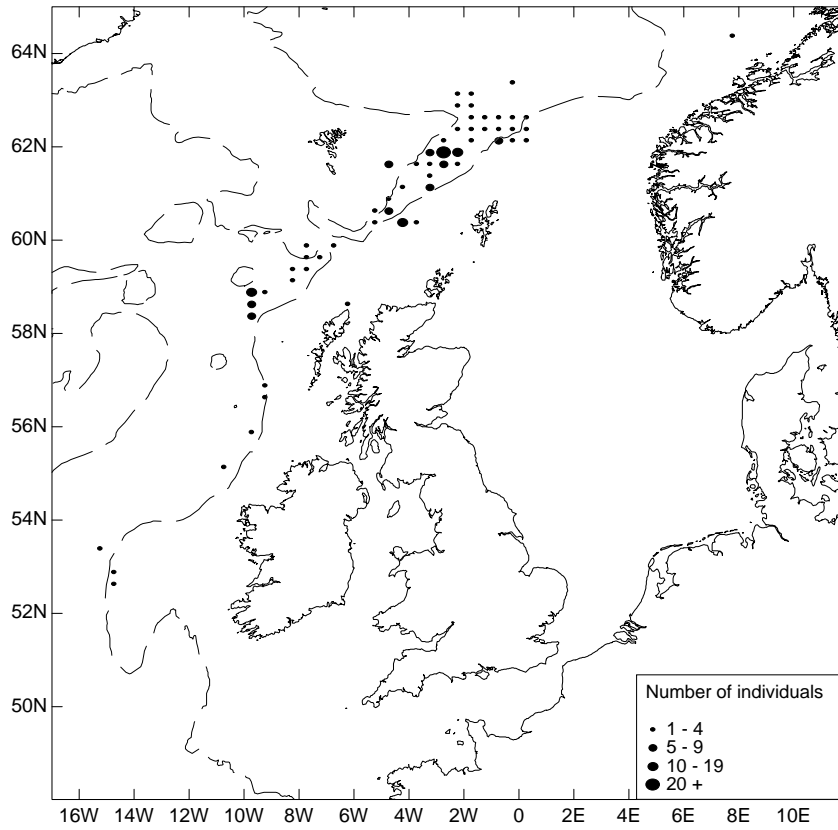 64N
62N
60N
58N
56N
54N
52N
50N
Number of individuals
1 - 4
5 - 9
10 - 19
20 +
16W 14W 12W 10W 8W 6W 4W 2W 0 2E 4E 6E 8E 10E